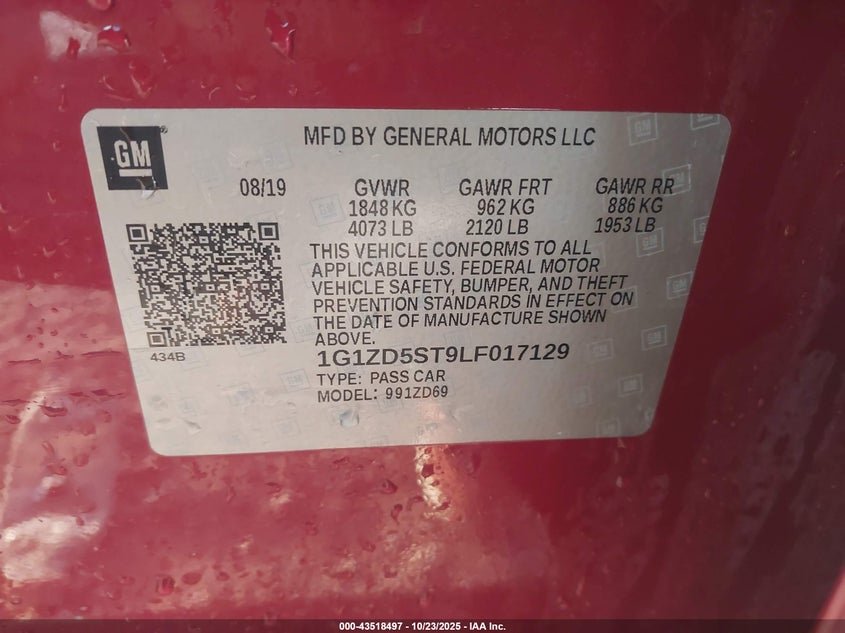 GM
®
MFD BY GENERAL MOTORS LLC
08/19 GVWR GAWR FRT GAWR RR
1848 KG 962 KG 886 KG
4073 LB 2120 LB 1953 LB
THIS VEHICLE CONFORMS TO ALL
APPLICABLE U.S. FEDERAL MOTOR
VEHICLE SAFETY, BUMPER, AND THEFT
PREVENTION STANDARDS IN EFFECT ON
THE DATE OF MANUFACTURE SHOWN
ABOVE.
434B
1G1ZD5ST9LF017129
TYPE: PASS CAR
MODEL: 991ZD69
000-43518497 - 10/23/2025 - IAA Inc.